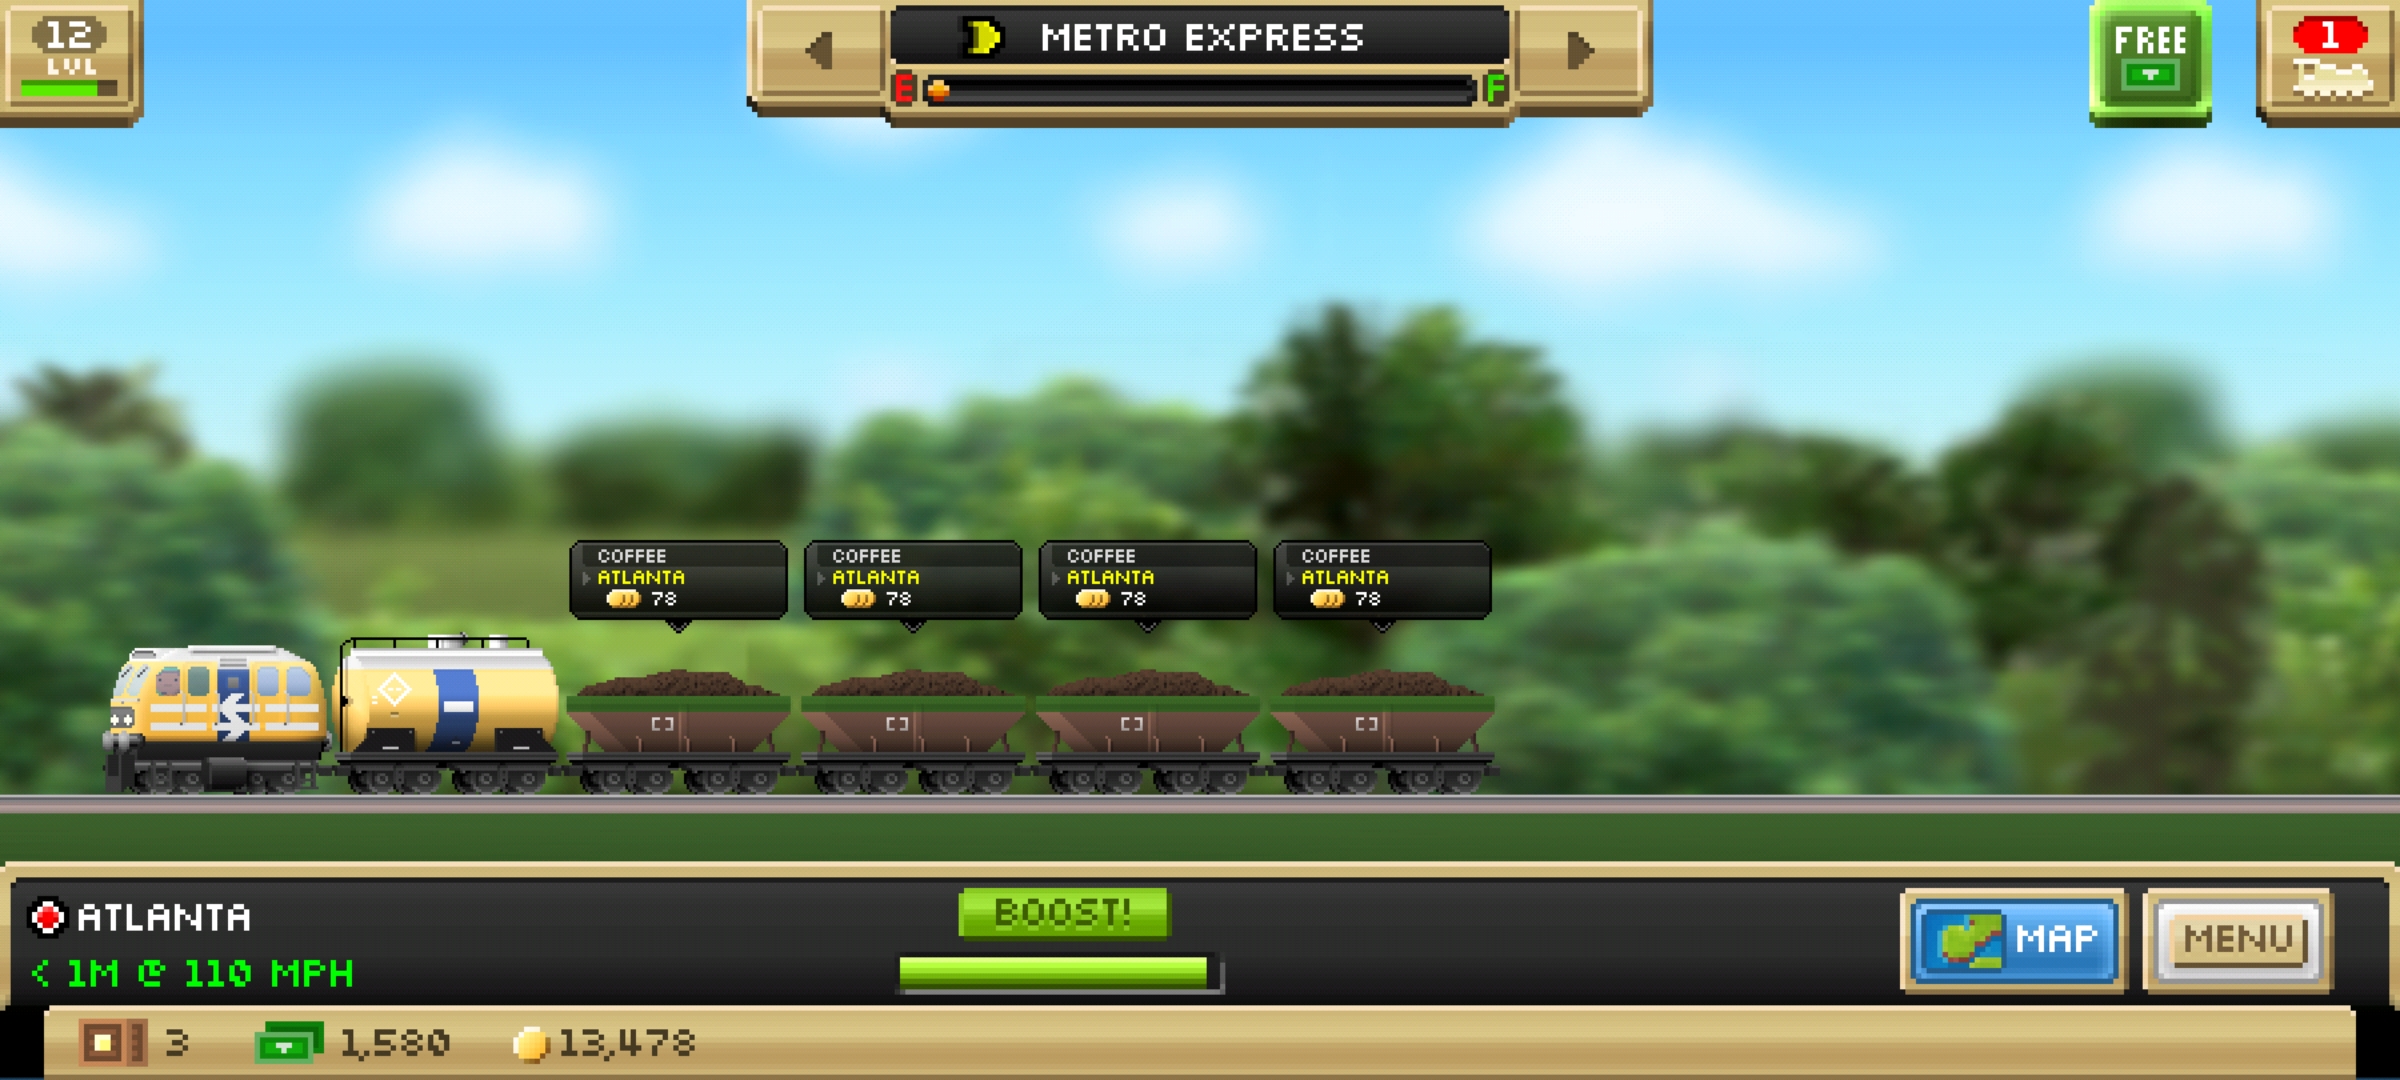 12
LVL
METRO EXPRESS
E F
FREE
1
COFFEE
ATLANTA
78
COFFEE
ATLANTA
78
COFFEE
ATLANTA
78
COFFEE
ATLANTA
78
ATLANTA
< 1M @ 110 MPH
BOOST!
MAP
MENU
3
1,580
13,478